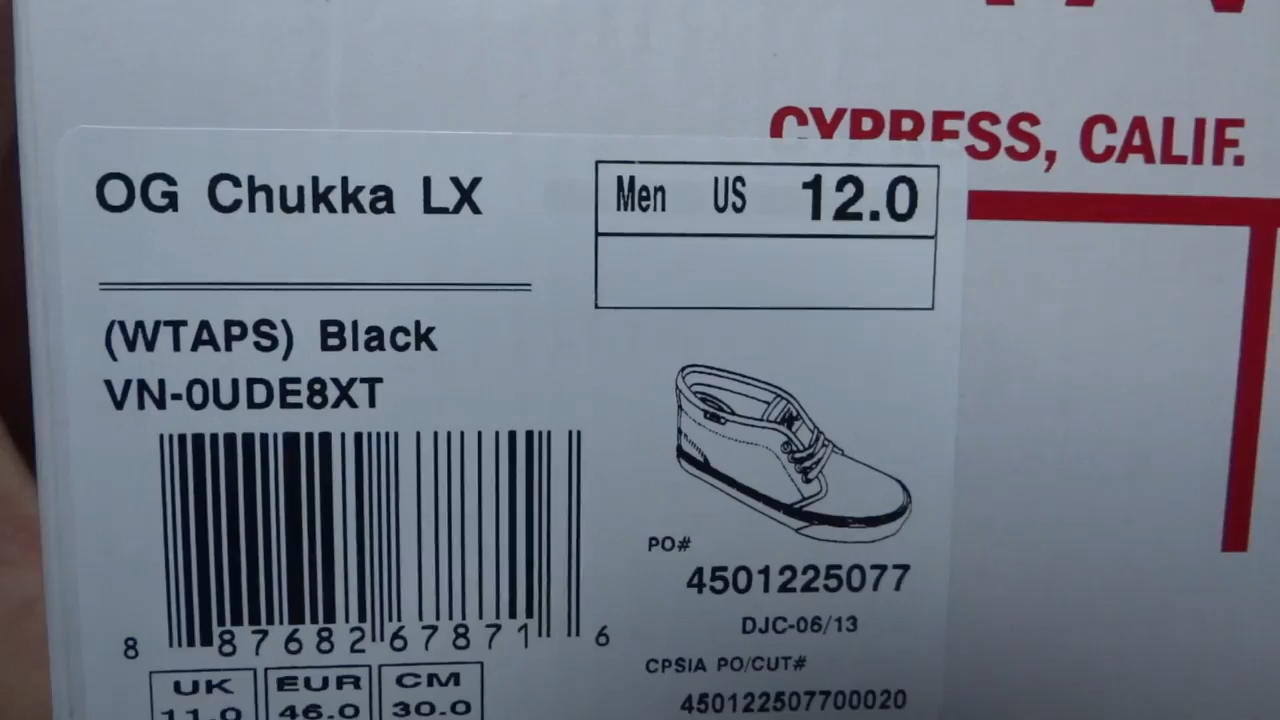 CYPRESS, CALIF.
OG Chukka LX
Men US 12.0
(WTAPS) Black
VN-0UDE8XT
8 87682 67871 6
PO#
4501225077
DJC-06/13
CPSIA PO/CUT#
450122507700020
UK EUR CM
11.0 46.0 30.0